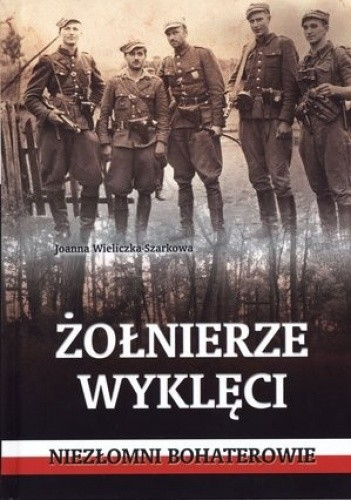 Joanna Wieliczka-Szarkowa
ŻOŁNIERZE
WYKLĘCI
NIEZŁOMNI BOHATEROWIE